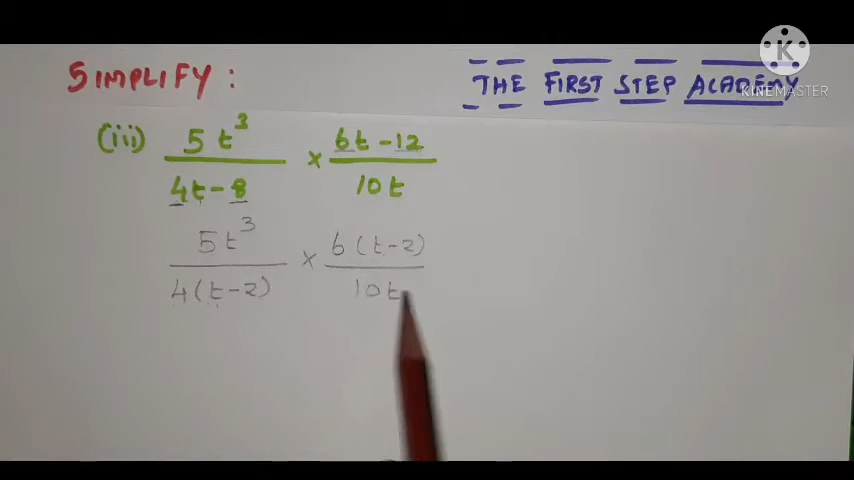 SIMPLIFY :
THE FIRST STEP ACADEMY
K
KINEMASTER
(iii) 5t³ / 4t - 8 × 6t - 12 / 10t
5t³ / 4(t-2) × 6(t-2) / 10t